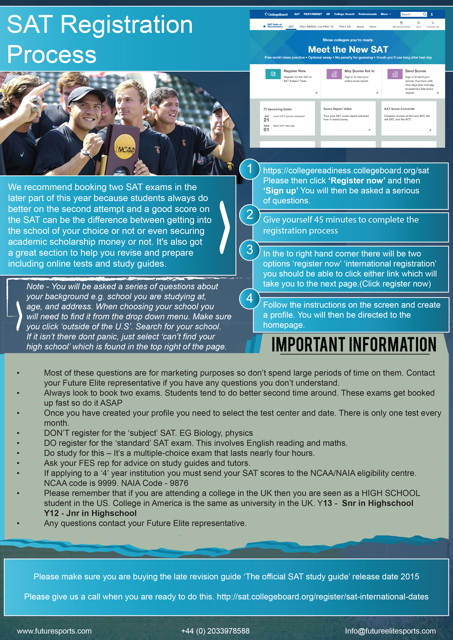 SAT Registration
Process
CollegeBoard
Show colleges you're ready.
Meet the New SAT
Register Now
May Scores Are In
Send Scores
Upcoming Dates
Score Report Video
SAT Score Converter
1
https://collegereadiness.collegeboard.org/sat
Please then click 'Register now' and then
'Sign up' You will then be asked a serious
of questions.
2
Give yourself 45 minutes to complete the
registration process
3
In the to right hand corner there will be two
options 'register now' 'international registration'
you should be able to click either link which will
take you to the next page.(Click register now)
4
Follow the instructions on the screen and create
a profile. You will then be directed to the
homepage.
We recommend booking two SAT exams in the
later part of this year because students always do
better on the second attempt and a good score on
the SAT can be the difference between getting into
the school of your choice or not or even securing
academic scholarship money or not. It's also got
a great section to help you revise and prepare
including online tests and study guides.
Note - You will be asked a series of questions about
your background e.g. school you are studying at,
age, and address. When choosing your school you
will need to find it from the drop down menu. Make sure
you click 'outside of the U.S'. Search for your school.
If it isn't there dont panic, just select 'can't find your
high school' which is found in the top right of the page.
IMPORTANT INFORMATION
• Most of these questions are for marketing purposes so don't spend large periods of time on them. Contact
your Future Elite representative if you have any questions you don't understand.
• Always look to book two exams. Students tend to do better second time around. These exams get booked
up fast so do it ASAP
• Once you have created your profile you need to select the test center and date. There is only one test every
month.
• DON'T register for the 'subject' SAT. EG Biology, physics
• DO register for the 'standard' SAT exam. This involves English reading and maths.
• Do study for this – It's a multiple-choice exam that lasts nearly four hours.
• Ask your FES rep for advice on study guides and tutors.
• If applying to a '4' year institution you must send your SAT scores to the NCAA/NAIA eligibility centre.
NCAA code is 9999. NAIA Code - 9876
• Please remember that if you are attending a college in the UK then you are seen as a HIGH SCHOOL
student in the US. College in America is the same as university in the UK. Y13 - Snr in Highschool
Y12 - Jnr in Highschool
• Any questions contact your Future Elite representative.
Please make sure you are buying the late revision guide 'The official SAT study guide' release date 2015
Please give us a call when you are ready to do this. http://sat.collegeboard.org/register/sat-international-dates
www.futuresports.com +44 (0) 2033978588 Info@futureelitesports.com